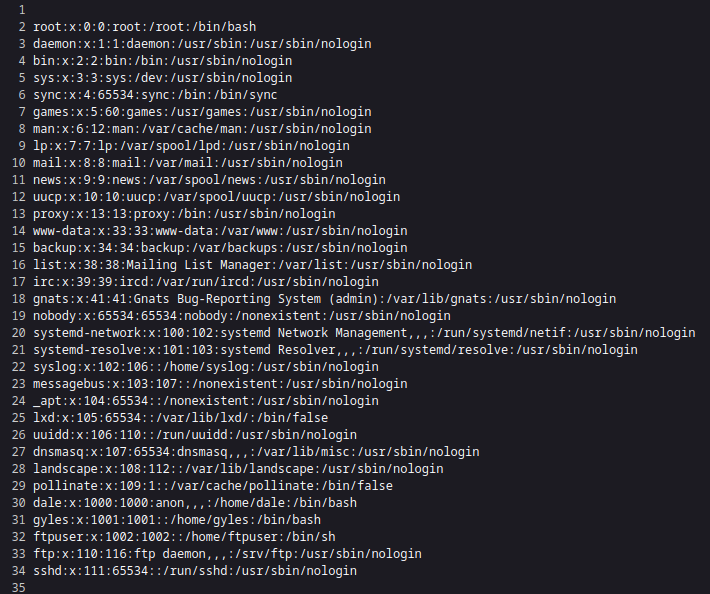 1
2 root:x:0:0:root:/root:/bin/bash
3 daemon:x:1:1:daemon:/usr/sbin:/usr/sbin/nologin
4 bin:x:2:2:bin:/bin:/usr/sbin/nologin
5 sys:x:3:3:sys:/dev:/usr/sbin/nologin
6 sync:x:4:65534:sync:/bin:/bin/sync
7 games:x:5:60:games:/usr/games:/usr/sbin/nologin
8 man:x:6:12:man:/var/cache/man:/usr/sbin/nologin
9 lp:x:7:7:lp:/var/spool/lpd:/usr/sbin/nologin
10 mail:x:8:8:mail:/var/mail:/usr/sbin/nologin
11 news:x:9:9:news:/var/spool/news:/usr/sbin/nologin
12 uucp:x:10:10:uucp:/var/spool/uucp:/usr/sbin/nologin
13 proxy:x:13:13:proxy:/bin:/usr/sbin/nologin
14 www-data:x:33:33:www-data:/var/www:/usr/sbin/nologin
15 backup:x:34:34:backup:/var/backups:/usr/sbin/nologin
16 list:x:38:38:Mailing List Manager:/var/list:/usr/sbin/nologin
17 irc:x:39:39:ircd:/var/run/ircd:/usr/sbin/nologin
18 gnats:x:41:41:Gnats Bug-Reporting System (admin):/var/lib/gnats:/usr/sbin/nologin
19 nobody:x:65534:65534:nobody:/nonexistent:/usr/sbin/nologin
20 systemd-network:x:100:102:systemd Network Management,,,:/run/systemd/netif:/usr/sbin/nologin
21 systemd-resolve:x:101:103:systemd Resolver,,,:/run/systemd/resolve:/usr/sbin/nologin
22 syslog:x:102:106::/home/syslog:/usr/sbin/nologin
23 messagebus:x:103:107::/nonexistent:/usr/sbin/nologin
24 _apt:x:104:65534::/nonexistent:/usr/sbin/nologin
25 lxd:x:105:65534::/var/lib/lxd/:/bin/false
26 uuidd:x:106:110::/run/uuidd:/usr/sbin/nologin
27 dnsmasq:x:107:65534:dnsmasq,,,:/var/lib/misc:/usr/sbin/nologin
28 landscape:x:108:112::/var/lib/landscape:/usr/sbin/nologin
29 pollinate:x:109:1::/var/cache/pollinate:/bin/false
30 dale:x:1000:1000:anon,,,:/home/dale:/bin/bash
31 gyles:x:1001:1001::/home/gyles:/bin/bash
32 ftpuser:x:1002:1002::/home/ftpuser:/bin/sh
33 ftp:x:110:116:ftp daemon,,,:/srv/ftp:/usr/sbin/nologin
34 sshd:x:111:65534::/run/sshd:/usr/sbin/nologin
35